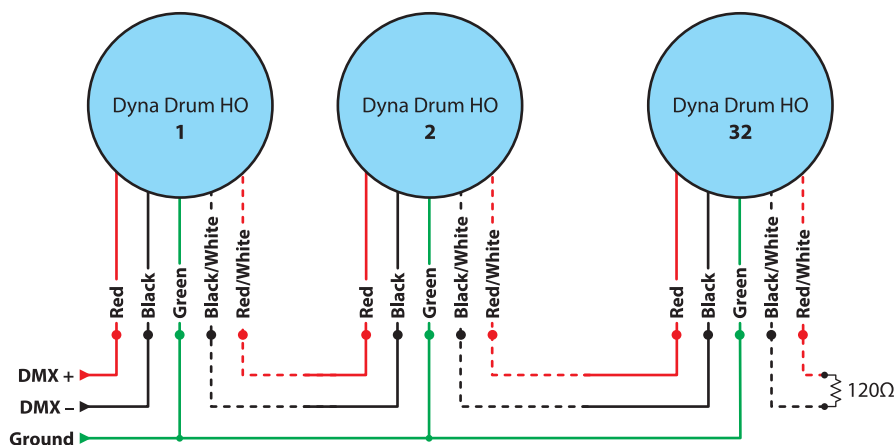 Dyna Drum HO
1
Dyna Drum HO
2
Dyna Drum HO
32
Red
Black
Green
Black/White
Red/White
Red
Black
Green
Black/White
Red/White
Red
Black
Green
Black/White
Red/White
DMX +
DMX –
Ground
120Ω